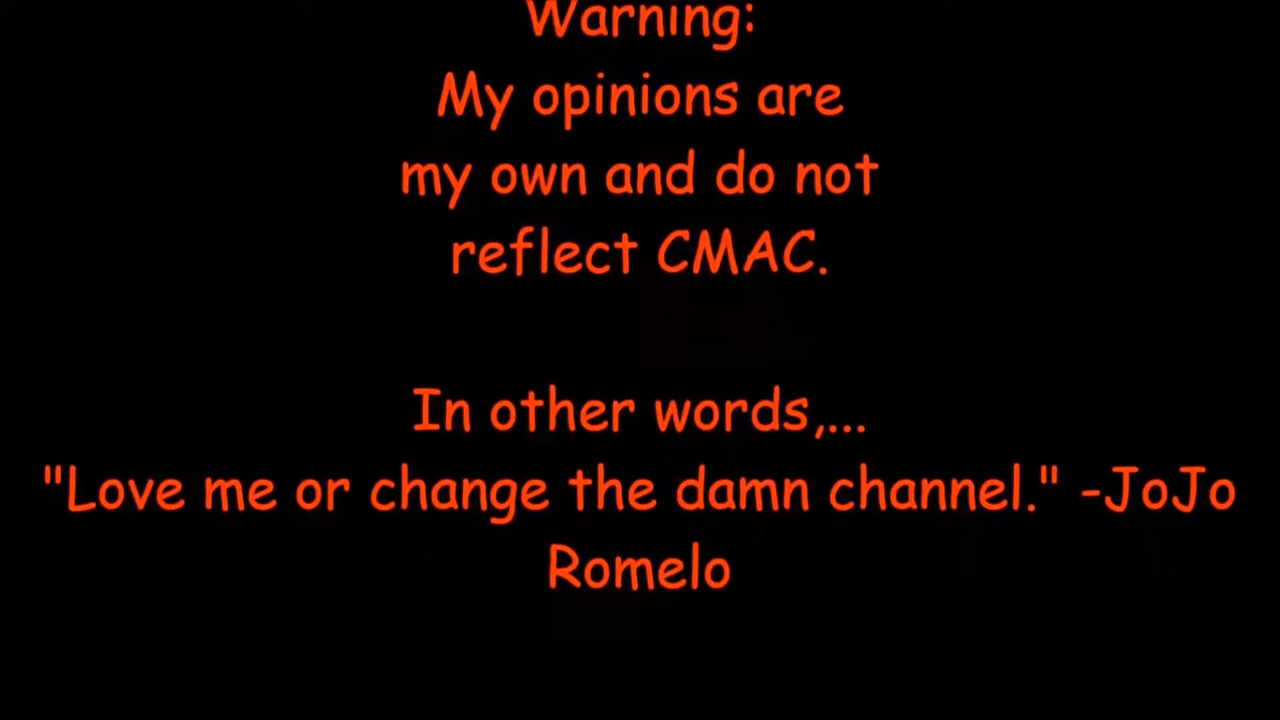 Warning:
My opinions are
my own and do not
reflect CMAC.
In other words,...
"Love me or change the damn channel." -JoJo
Romelo